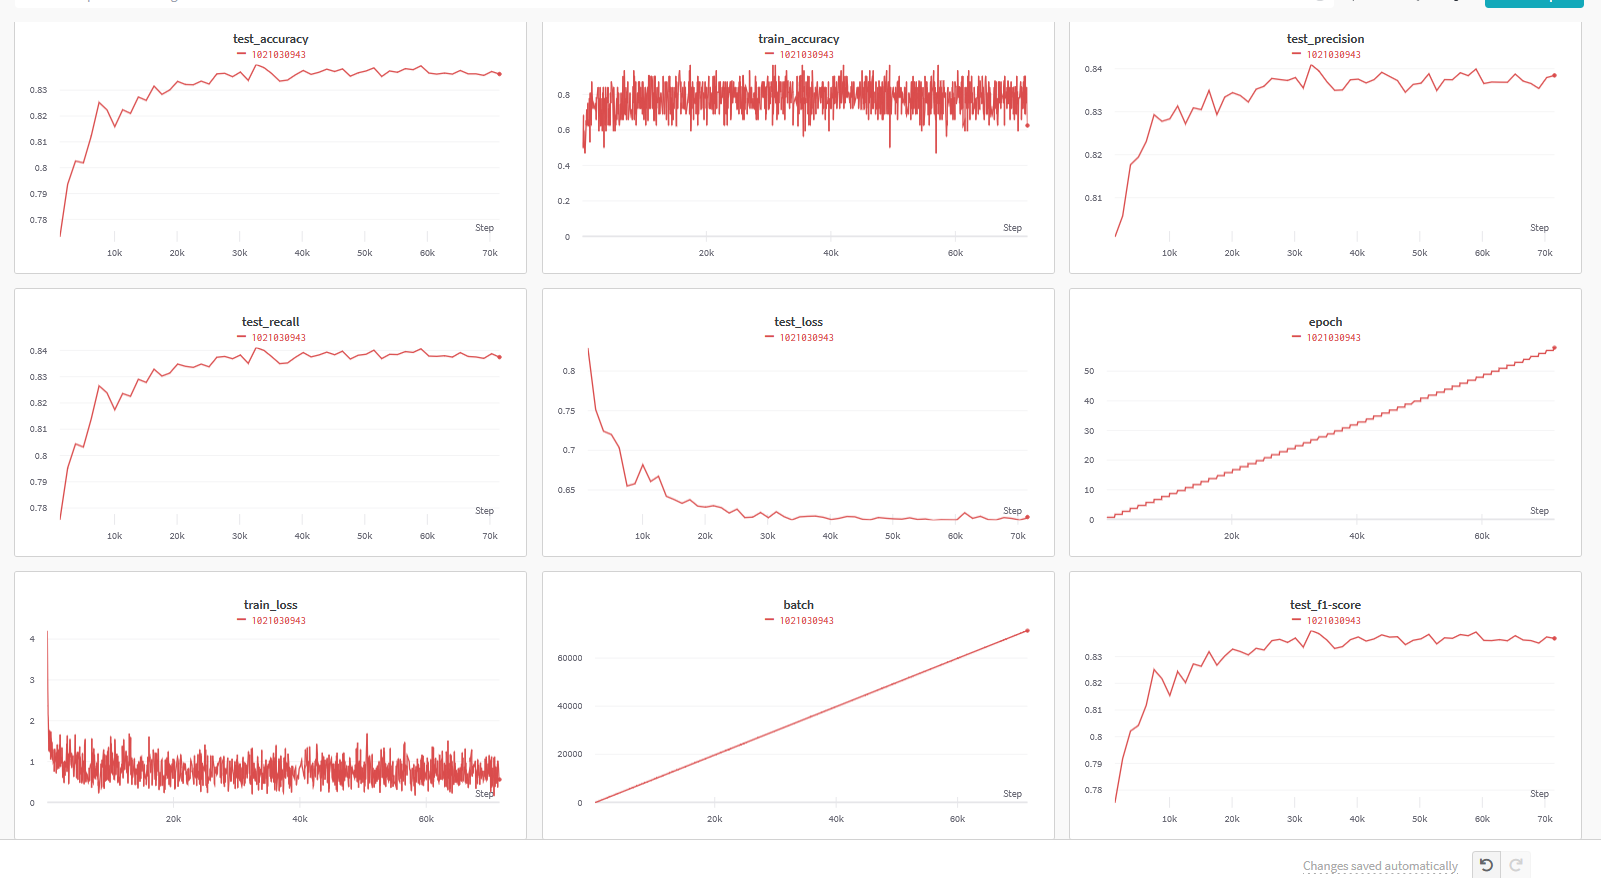 test_accuracy
1021030943
0.83
0.82
0.81
0.8
0.79
0.78
Step
10k 20k 30k 40k 50k 60k 70k
train_accuracy
1021030943
0.8
0.6
0.4
0.2
0
Step
20k 40k 60k
test_precision
1021030943
0.84
0.83
0.82
0.81
Step
10k 20k 30k 40k 50k 60k 70k
test_recall
1021030943
0.84
0.83
0.82
0.81
0.8
0.79
0.78
Step
10k 20k 30k 40k 50k 60k 70k
test_loss
1021030943
0.8
0.75
0.7
0.65
Step
10k 20k 30k 40k 50k 60k 70k
epoch
1021030943
50
40
30
20
10
0
Step
20k 40k 60k
train_loss
1021030943
4
3
2
1
0
Step
20k 40k 60k
batch
1021030943
60000
40000
20000
0
Step
20k 40k 60k
test_f1-score
1021030943
0.83
0.82
0.81
0.8
0.79
0.78
Step
10k 20k 30k 40k 50k 60k 70k
Changes saved automatically